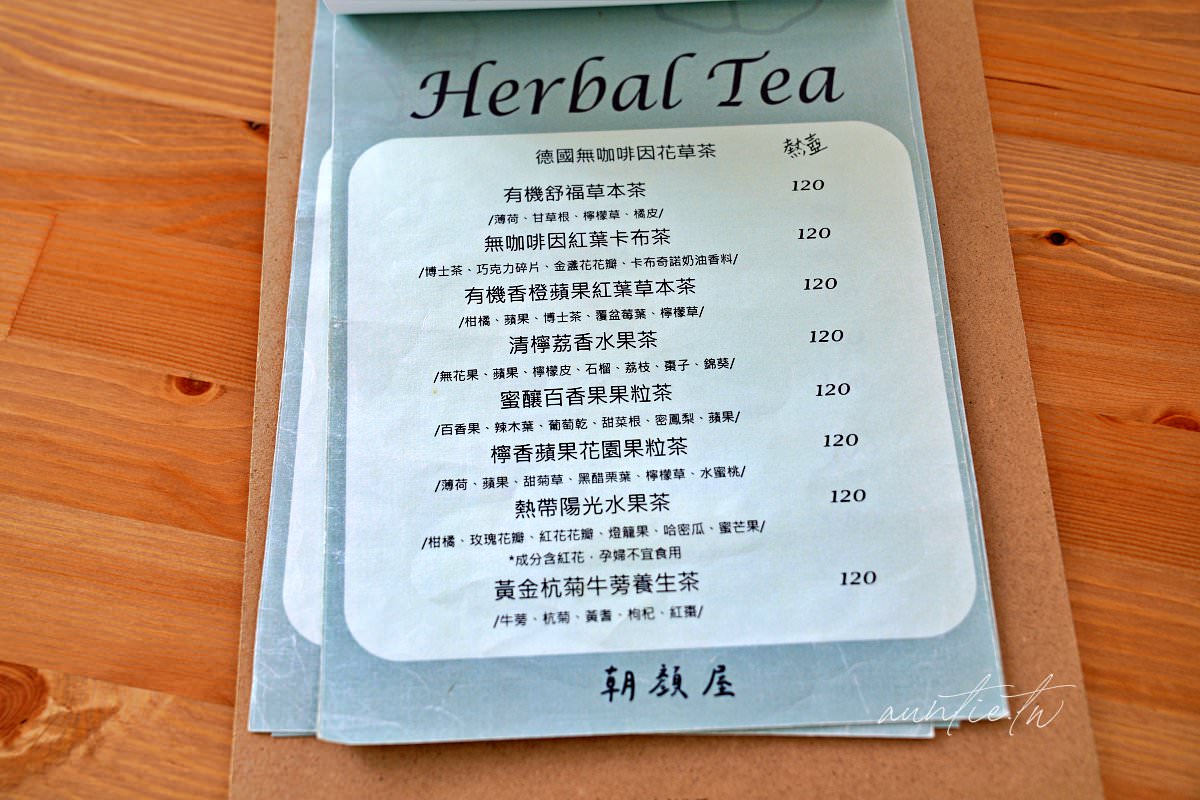 Herbal Tea
德國無咖啡因花草茶 熱壺
有機舒福草本茶 120
/薄荷、甘草根、檸檬草、橘皮/
無咖啡因紅葉卡布茶 120
/博士茶、巧克力碎片、金盞花花瓣、卡布奇諾奶油香料/
有機香橙蘋果紅葉草本茶 120
/柑橘、蘋果、博士茶、覆盆莓葉、檸檬草/
清檸荔香水果茶 120
/無花果、蘋果、檸檬皮、石榴、荔枝、棗子、錦葵/
蜜釀百香果果粒茶 120
/百香果、辣木葉、葡萄乾、甜菜根、密鳳梨、蘋果/
檸香蘋果花園果粒茶 120
/薄荷、蘋果、甜菊草、黑醋栗葉、檸檬草、水蜜桃/
熱帶陽光水果茶 120
/柑橘、玫瑰花瓣、紅花花瓣、燈籠果、哈密瓜、蜜芒果/
*成分含紅花，孕婦不宜食用
黃金杭菊牛蒡養生茶 120
/牛蒡、杭菊、黃耆、枸杞、紅棗/
朝顏屋
auntie.tw